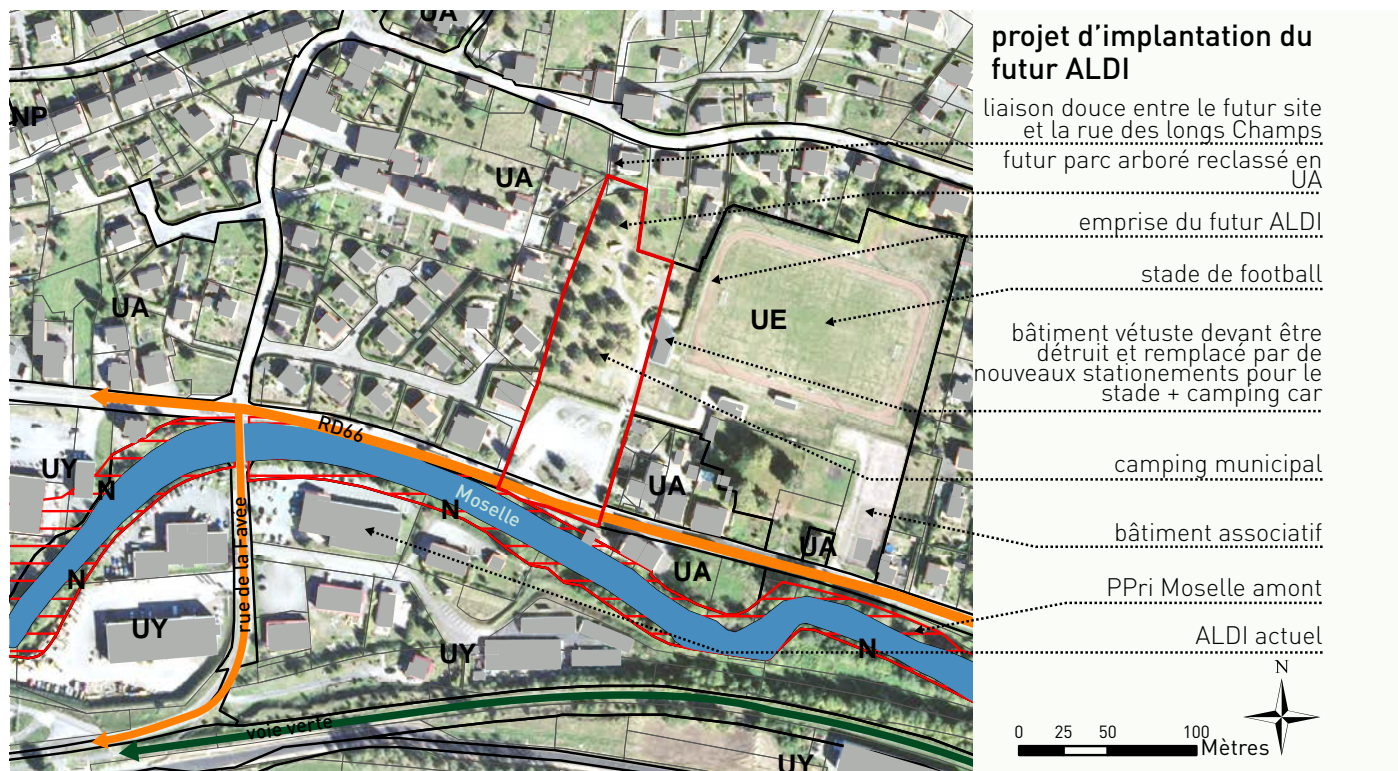 projet d'implantation du
futur ALDI
liaison douce entre le futur site
et la rue des longs Champs
futur parc arboré reclassé en
UA
emprise du futur ALDI
stade de football
bâtiment vétuste devant être
détruit et remplacé par de
nouveaux stationements pour le
stade + camping car
camping municipal
bâtiment associatif
PPri Moselle amont
ALDI actuel
N
0 25 50 100
Mètres
UA
NP
UA
UA
UE
RD66
UY
N
Moselle
N
UA
UA
UA
N
rue de la Favée
UY
UY
N
voie verte
UY